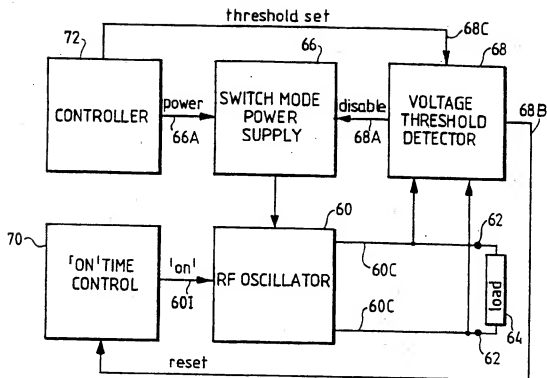 threshold set
72
66
68C
68
68B
CONTROLLER
power
66A
SWITCH MODE
POWER
SUPPLY
disable
68A
VOLTAGE
THRESHOLD
DETECTOR
70
60
62
'ON' TIME
CONTROL
'on'
60I
RF OSCILLATOR
60C
60C
load
64
62
reset